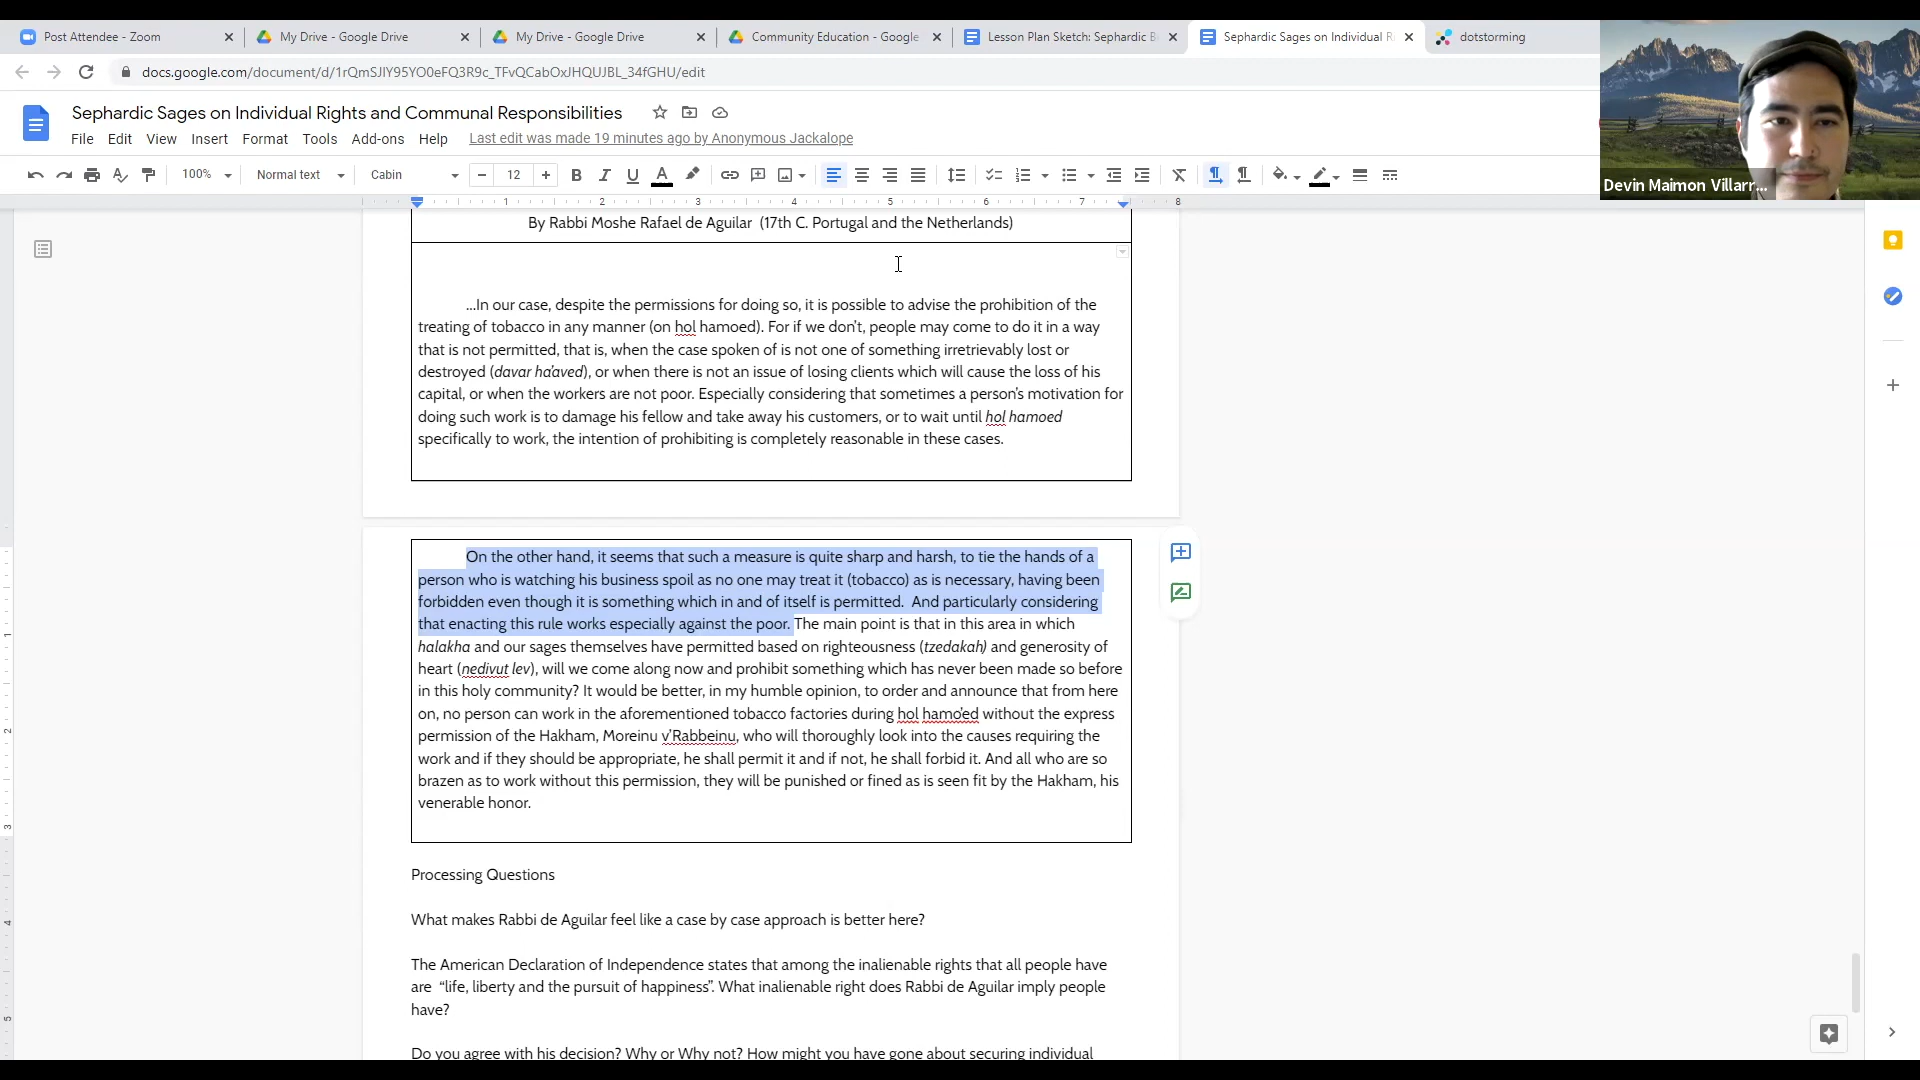 Post Attendee - Zoom
My Drive - Google Drive
My Drive - Google Drive
Community Education - Google
Lesson Plan Sketch: Sephardic B
Sephardic Sages on Individual R
dotstorming
docs.google.com/document/d/1rQmSJlY95YO0eFQ3R9c_TFvQCabOxJHQUJBL_34fGHU/edit
Sephardic Sages on Individual Rights and Communal Responsibilities
File Edit View Insert Format Tools Add-ons Help Last edit was made 19 minutes ago by Anonymous Jackalope
Devin Maimon Villarr...
100% Normal text Cabin 12
1 2 3 4 5 6 7 8
By Rabbi Moshe Rafael de Aguilar (17th C. Portugal and the Netherlands)
...In our case, despite the permissions for doing so, it is possible to advise the prohibition of the
treating of tobacco in any manner (on hol hamoed). For if we don't, people may come to do it in a way
that is not permitted, that is, when the case spoken of is not one of something irretrievably lost or
destroyed (davar ha'aved), or when there is not an issue of losing clients which will cause the loss of his
capital, or when the workers are not poor. Especially considering that sometimes a person's motivation for
doing such work is to damage his fellow and take away his customers, or to wait until hol hamoed
specifically to work, the intention of prohibiting is completely reasonable in these cases.
On the other hand, it seems that such a measure is quite sharp and harsh, to tie the hands of a
person who is watching his business spoil as no one may treat it (tobacco) as is necessary, having been
forbidden even though it is something which in and of itself is permitted. And particularly considering
that enacting this rule works especially against the poor. The main point is that in this area in which
halakha and our sages themselves have permitted based on righteousness (tzedakah) and generosity of
heart (nedivut lev), will we come along now and prohibit something which has never been made so before
in this holy community? It would be better, in my humble opinion, to order and announce that from here
on, no person can work in the aforementioned tobacco factories during hol hamo'ed without the express
permission of the Hakham, Moreinu v'Rabbeinu, who will thoroughly look into the causes requiring the
work and if they should be appropriate, he shall permit it and if not, he shall forbid it. And all who are so
brazen as to work without this permission, they will be punished or fined as is seen fit by the Hakham, his
venerable honor.
Processing Questions
What makes Rabbi de Aguilar feel like a case by case approach is better here?
The American Declaration of Independence states that among the inalienable rights that all people have
are “life, liberty and the pursuit of happiness”. What inalienable right does Rabbi de Aguilar imply people
have?
Do you agree with his decision? Why or Why not? How might you have gone about securing individual
1
2
3
4
5